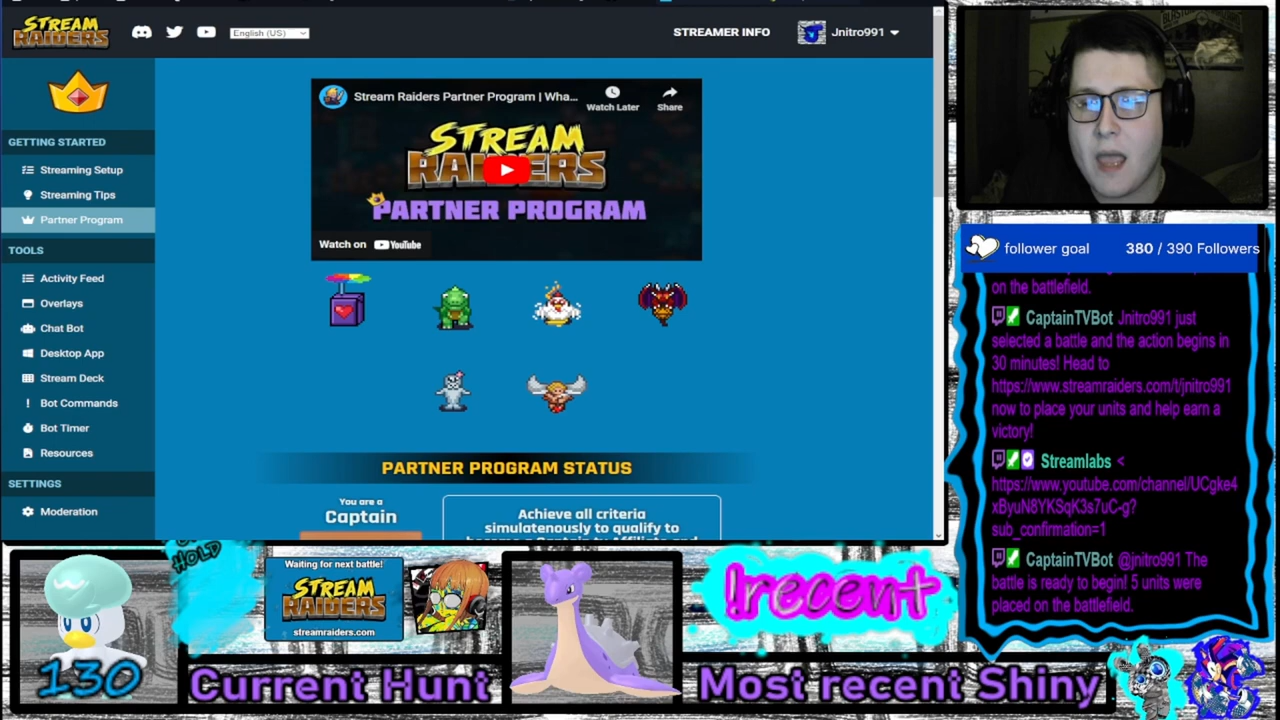 STREAM RAIDERS
English (US)
STREAMER INFO
Jnitro991
GETTING STARTED
Streaming Setup
Streaming Tips
Partner Program
TOOLS
Activity Feed
Overlays
Chat Bot
Desktop App
Stream Deck
Bot Commands
Bot Timer
Resources
SETTINGS
Moderation
Stream Raiders Partner Program | Wha...
Watch Later
Share
STREAM RAIDERS
PARTNER PROGRAM
Watch on YouTube
PARTNER PROGRAM STATUS
You are a
Captain
Achieve all criteria
simulatenously to qualify to
follower goal
380 / 390 Followers
on the battlefield.
CaptainTVBot Jnitro991 just
selected a battle and the action begins in
30 minutes! Head to
https://www.streamraiders.com/t/jnitro991
now to place your units and help earn a
victory!
Streamlabs <
https://www.youtube.com/channel/UCgke4
xByuN8YKSqK3s7uC-g?
sub_confirmation=1
CaptainTVBot @jnitro991 The
battle is ready to begin! 5 units were
placed on the battlefield.
HOLD
Waiting for next battle!
STREAM RAIDERS
streamraiders.com
!recent
130
Current Hunt
Most recent Shiny